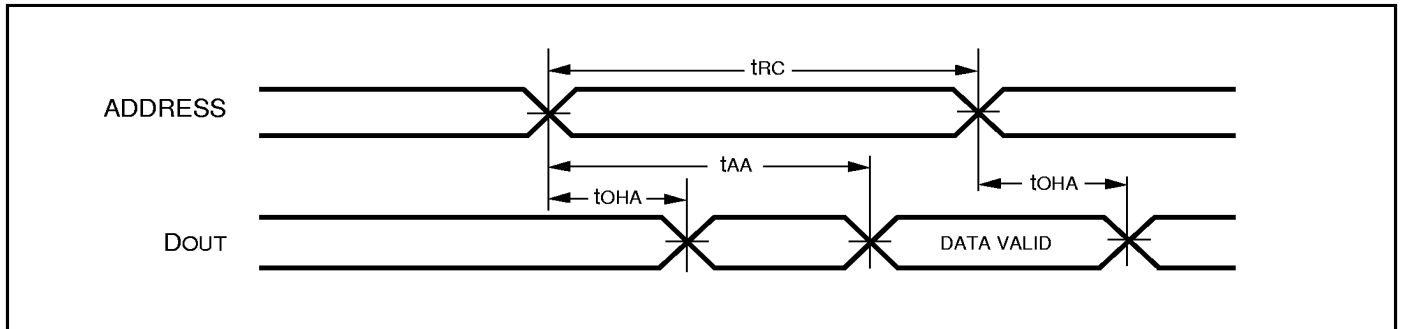 tRC
ADDRESS
tAA
tOHA
tOHA
DOUT
DATA VALID